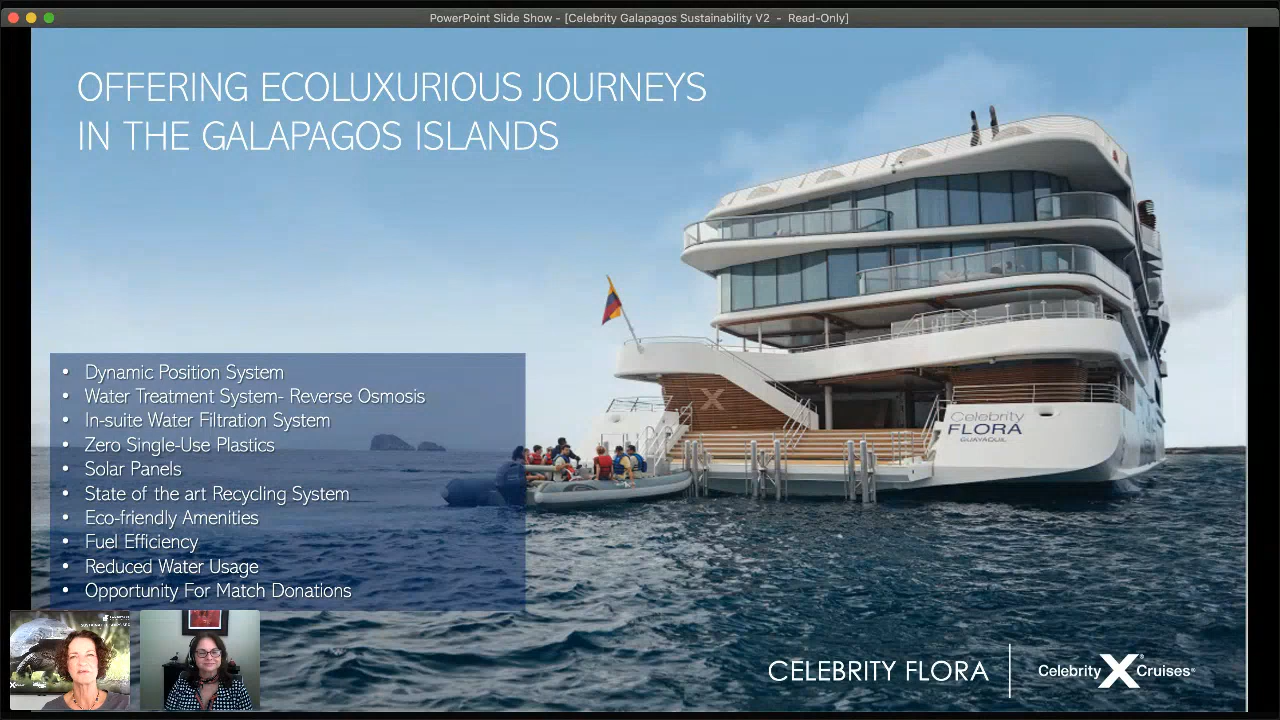 PowerPoint Slide Show - [Celebrity Galapagos Sustainability V2 - Read-Only]
OFFERING ECOLUXURIOUS JOURNEYS
IN THE GALAPAGOS ISLANDS
• Dynamic Position System
• Water Treatment System- Reverse Osmosis
• In-suite Water Filtration System
• Zero Single-Use Plastics
• Solar Panels
• State of the art Recycling System
• Eco-friendly Amenities
• Fuel Efficiency
• Reduced Water Usage
• Opportunity For Match Donations
X
Celebrity
FLORA
GUAYAQUIL
CELEBRITY FLORA
Celebrity X Cruises®